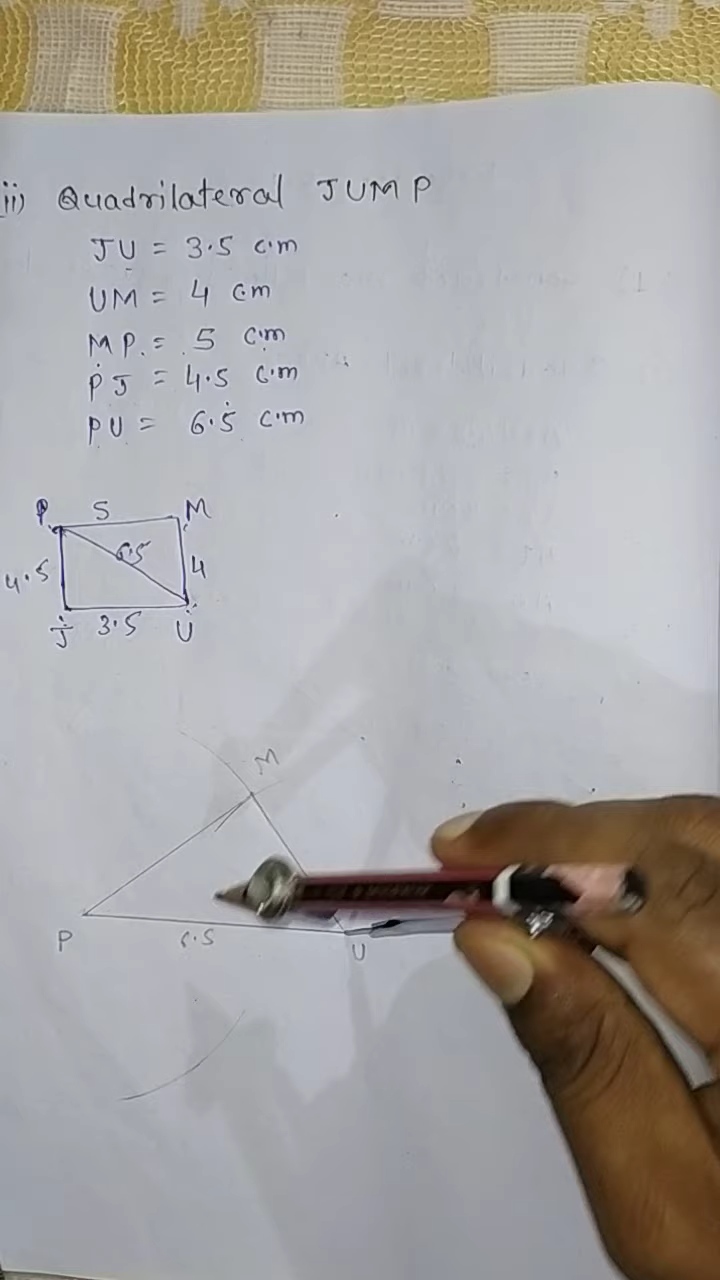 ii) Quadrilateral JUMP
JU = 3.5 cm
UM = 4 cm
MP = 5 cm
PJ = 4.5 cm
PU = 6.5 cm
P 5 M
6.5
4.5 4
J 3.5 U
M
P 6.5 U